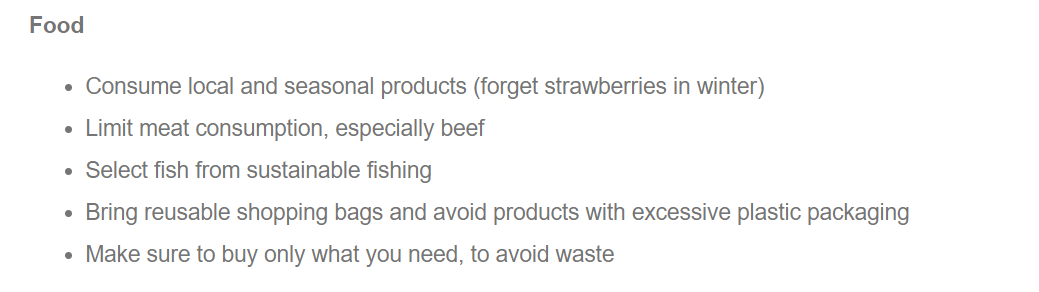 Food
• Consume local and seasonal products (forget strawberries in winter)
• Limit meat consumption, especially beef
• Select fish from sustainable fishing
• Bring reusable shopping bags and avoid products with excessive plastic packaging
• Make sure to buy only what you need, to avoid waste